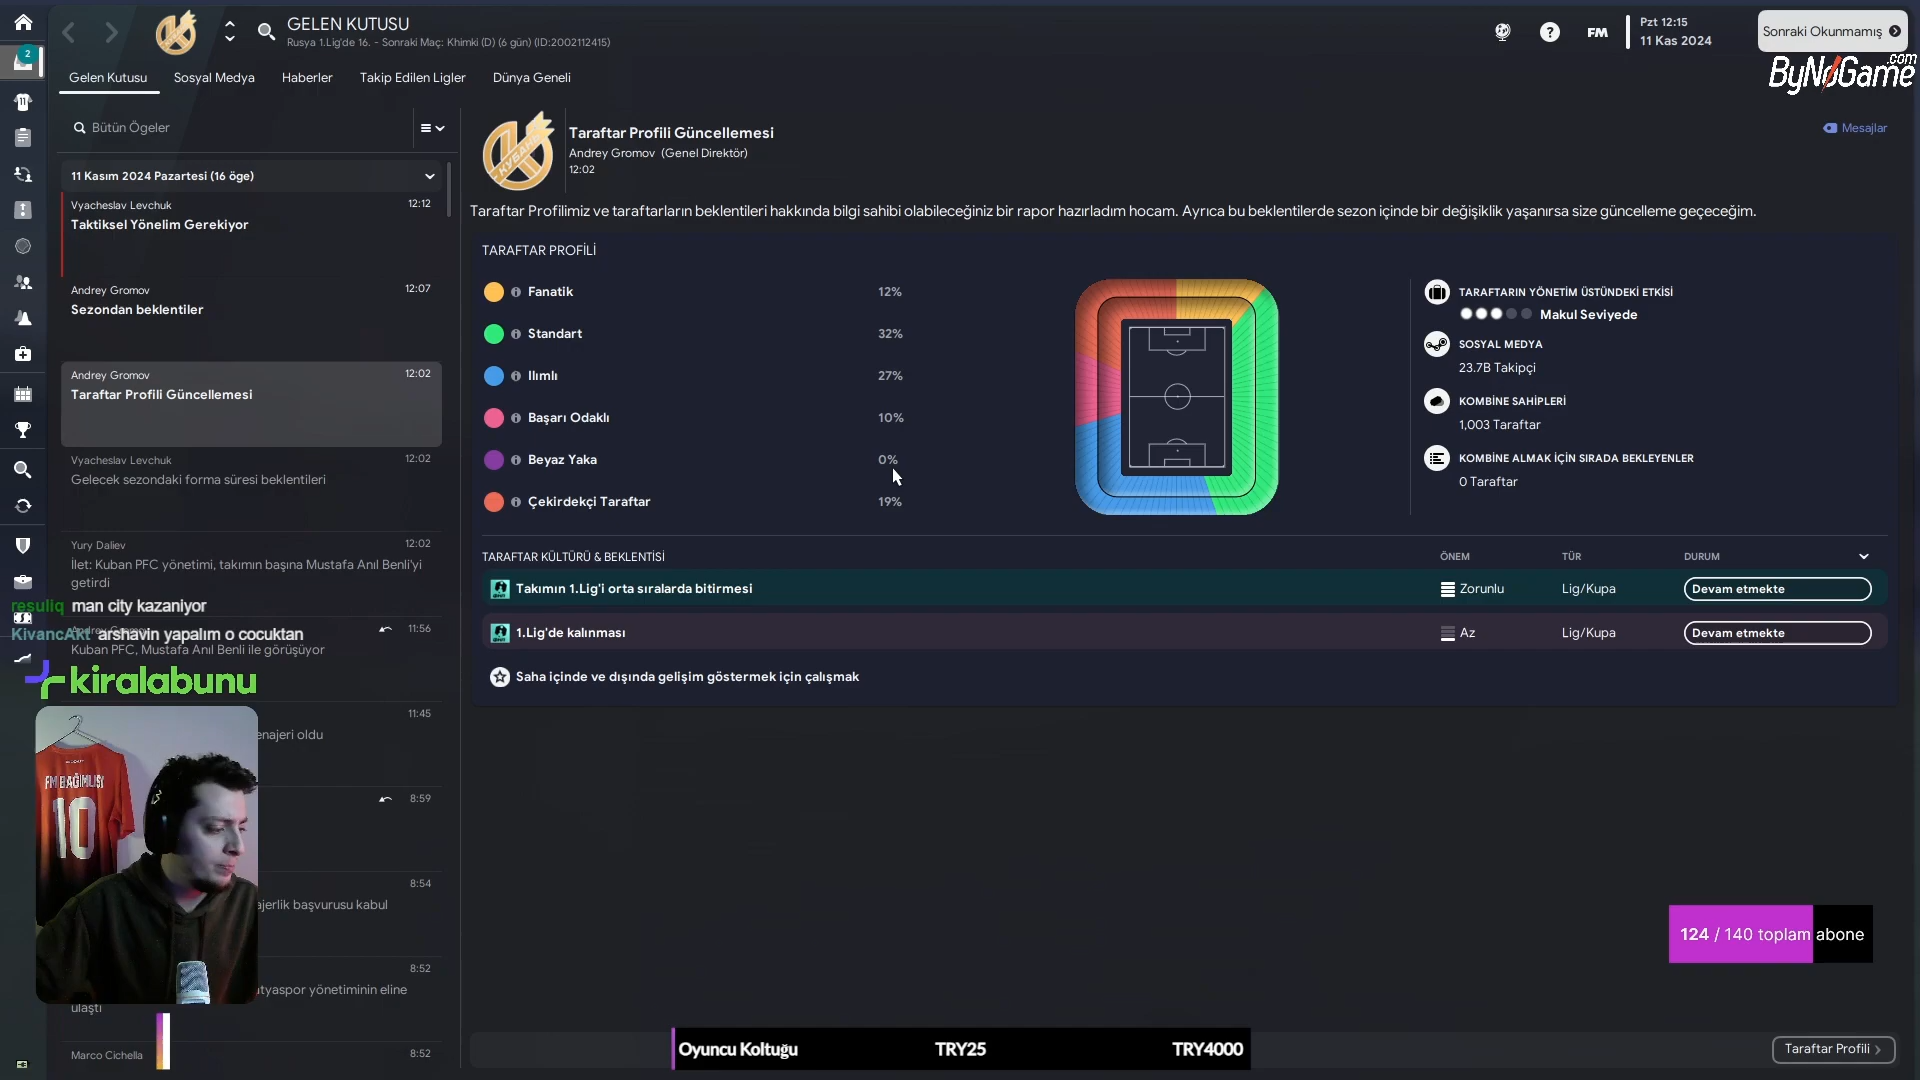 GELEN KUTUSU
Rusya 1.Lig'de 16. - Sonraki Maç: Khimki (D) (6 gün) (ID:2002112415)
FM
Pzt 12:15
11 Kas 2024
Sonraki Okunmamış
ByNoGame.com
2
Gelen Kutusu
Sosyal Medya
Haberler
Takip Edilen Ligler
Dünya Geneli
Bütün Ögeler
11 Kasım 2024 Pazartesi (16 öge)
Vyacheslav Levchuk 12:12
Taktiksel Yönelim Gerekiyor
Andrey Gromov 12:07
Sezondan beklentiler
Andrey Gromov 12:02
Taraftar Profili Güncellemesi
Vyacheslav Levchuk 12:02
Gelecek sezondaki forma süresi beklentileri
Yury Daliev 12:02
İlet: Kuban PFC yönetimi, takımın başına Mustafa Anıl Benli'yi
getirdi
resuliq man city kazaniyor
Andrey Gromov 11:56
KivancAkt arshavin yapalım o cocuktan
Kuban PFC, Mustafa Anıl Benli ile görüşüyor
kiralabunu
11:45
enajeri oldu
8:59
8:54
ajerlik başvurusu kabul
8:52
atyaspor yönetiminin eline
ulaştı
Marco Cichella 8:52
FM BAĞIMLISI
10
КУБАНЬ
Taraftar Profili Güncellemesi
Andrey Gromov (Genel Direktör)
12:02
Mesajlar
Taraftar Profilimiz ve taraftarların beklentileri hakkında bilgi sahibi olabileceğiniz bir rapor hazırladım hocam. Ayrıca bu beklentilerde sezon içinde bir değişiklik yaşanırsa size güncelleme geçeceğim.
TARAFTAR PROFİLİ
Fanatik 12%
Standart 32%
Ilımlı 27%
Başarı Odaklı 10%
Beyaz Yaka 0%
Çekirdekçi Taraftar 19%
TARAFTARIN YÖNETİM ÜSTÜNDEKİ ETKİSİ
Makul Seviyede
SOSYAL MEDYA
23.7B Takipçi
KOMBİNE SAHİPLERİ
1,003 Taraftar
KOMBİNE ALMAK İÇİN SIRADA BEKLEYENLER
0 Taraftar
TARAFTAR KÜLTÜRÜ & BEKLENTİSİ ÖNEM TÜR DURUM
Takımın 1.Lig'i orta sıralarda bitirmesi Zorunlu Lig/Kupa Devam etmekte
1.Lig'de kalınması Az Lig/Kupa Devam etmekte
Saha içinde ve dışında gelişim göstermek için çalışmak
124 / 140 toplam abone
Oyuncu Koltuğu TRY25 TRY4000
Taraftar Profili